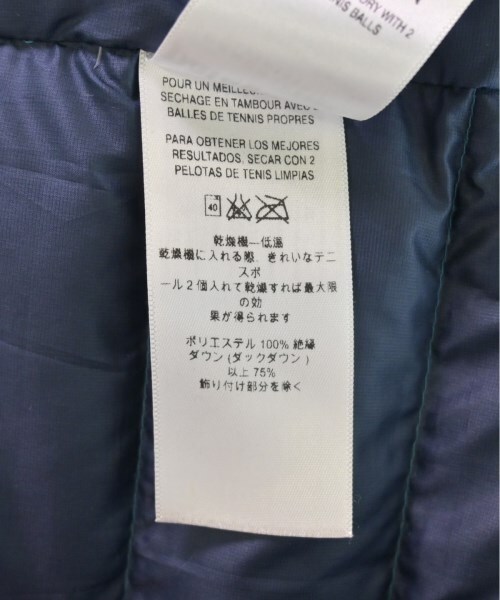 DRY WITH 2
TENNIS BALLS
POUR UN MEILLEUR
SECHAGE EN TAMBOUR AVEC 2
BALLES DE TENNIS PROPRES
PARA OBTENER LOS MEJORES
RESULTADOS, SECAR CON 2
PELOTAS DE TENIS LIMPIAS
40
乾燥機—低温
乾燥機に入れる際、きれいなテニ
スボ
ール2個入れて乾燥すれば最大限
の効
果が得られます
ポリエステル 100% 絶縁
ダウン (ダックダウン )
以上 75%
飾り付け部分を除く